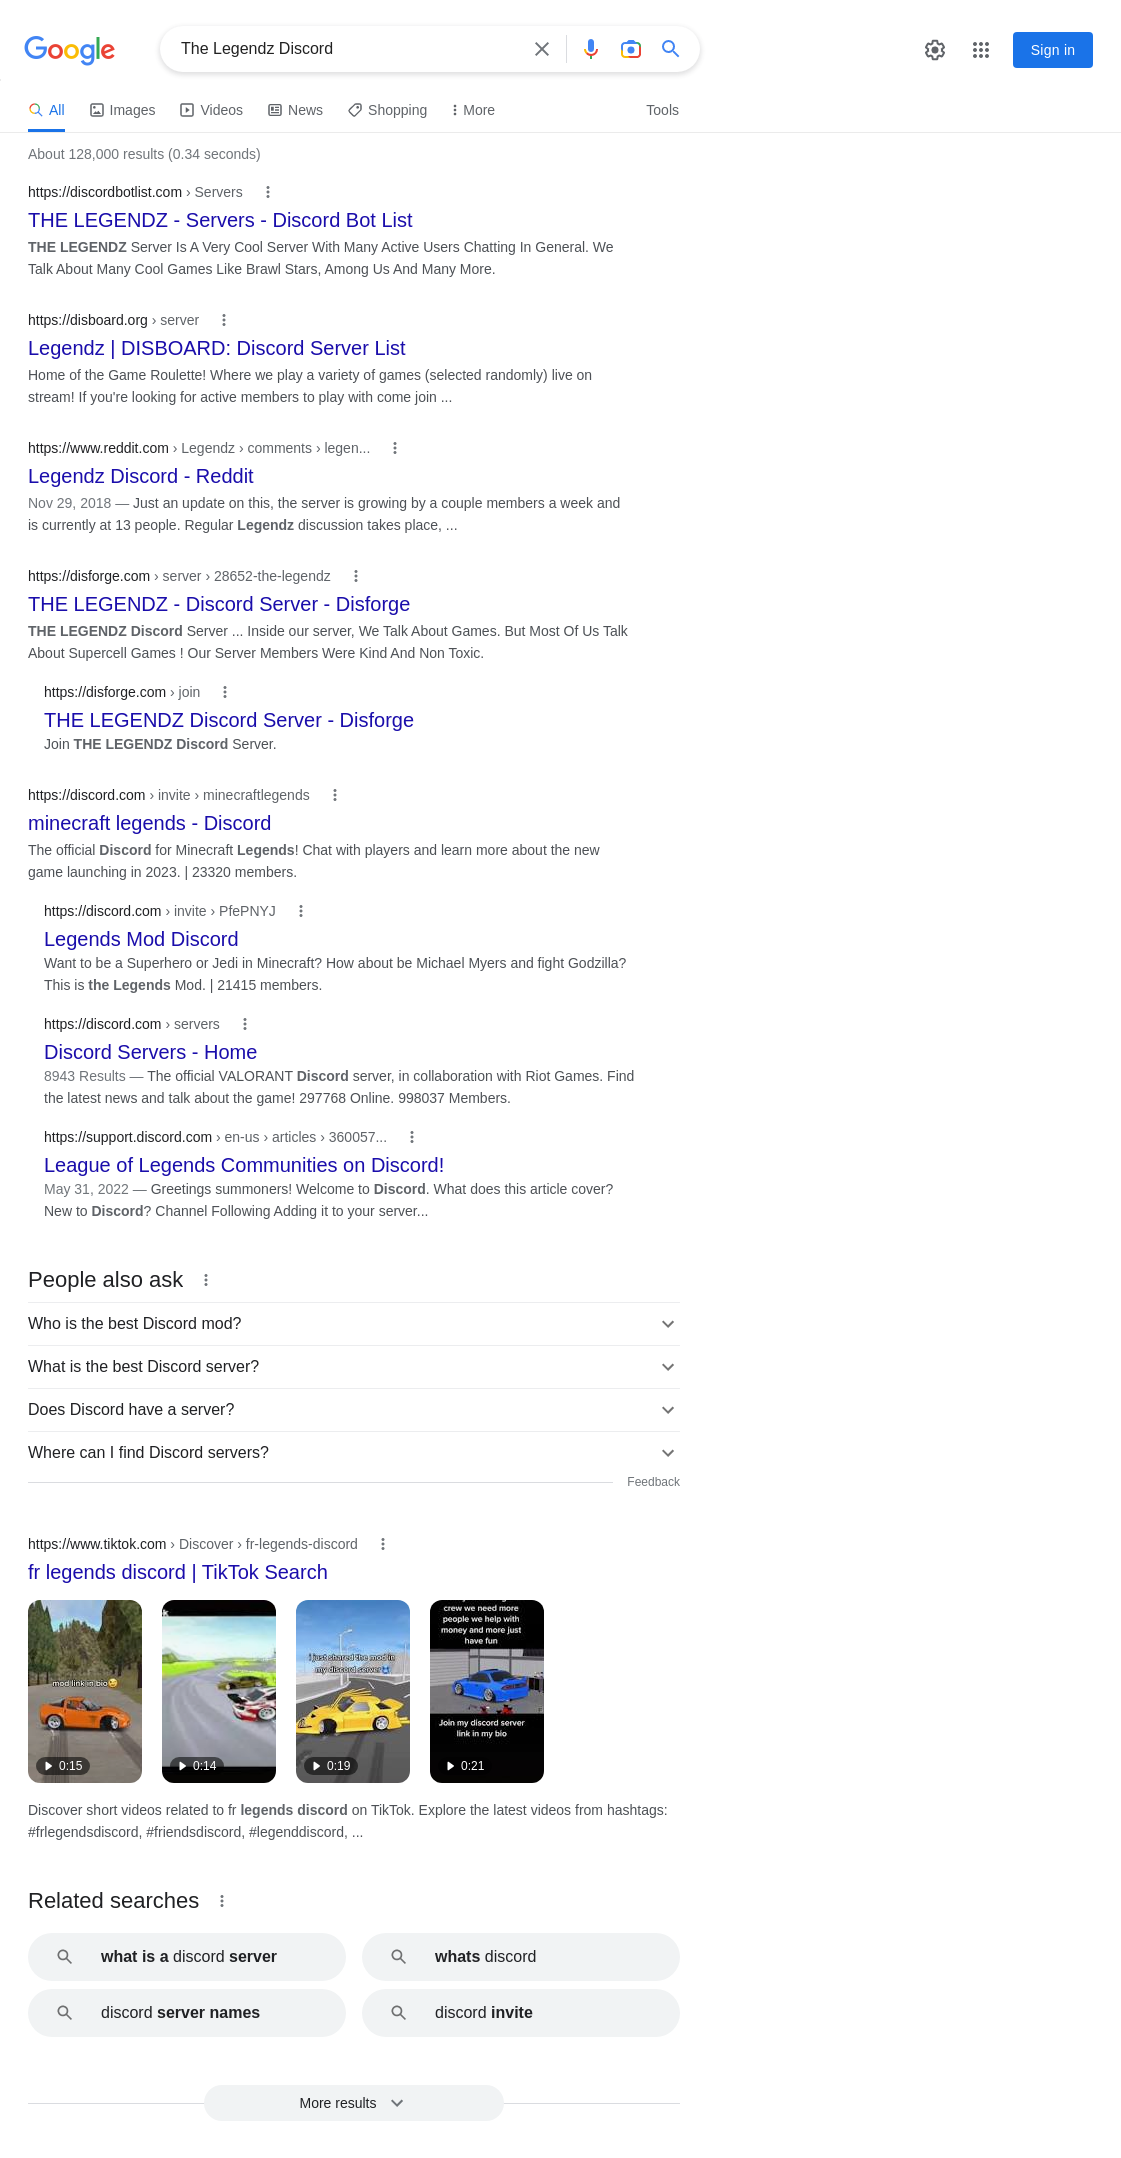 Google
The Legendz Discord
Sign in
All
Images
Videos
News
Shopping
More
Tools
About 128,000 results (0.34 seconds)
https://discordbotlist.com › Servers
THE LEGENDZ - Servers - Discord Bot List
THE LEGENDZ Server Is A Very Cool Server With Many Active Users Chatting In General. We
Talk About Many Cool Games Like Brawl Stars, Among Us And Many More.
https://disboard.org › server
Legendz | DISBOARD: Discord Server List
Home of the Game Roulette! Where we play a variety of games (selected randomly) live on
stream! If you're looking for active members to play with come join ...
https://www.reddit.com › Legendz › comments › legen...
Legendz Discord - Reddit
Nov 29, 2018 — Just an update on this, the server is growing by a couple members a week and
is currently at 13 people. Regular Legendz discussion takes place, ...
https://disforge.com › server › 28652-the-legendz
THE LEGENDZ - Discord Server - Disforge
THE LEGENDZ Discord Server ... Inside our server, We Talk About Games. But Most Of Us Talk
About Supercell Games ! Our Server Members Were Kind And Non Toxic.
https://disforge.com › join
THE LEGENDZ Discord Server - Disforge
Join THE LEGENDZ Discord Server.
https://discord.com › invite › minecraftlegends
minecraft legends - Discord
The official Discord for Minecraft Legends! Chat with players and learn more about the new
game launching in 2023. | 23320 members.
https://discord.com › invite › PfePNYJ
Legends Mod Discord
Want to be a Superhero or Jedi in Minecraft? How about be Michael Myers and fight Godzilla?
This is the Legends Mod. | 21415 members.
https://discord.com › servers
Discord Servers - Home
8943 Results — The official VALORANT Discord server, in collaboration with Riot Games. Find
the latest news and talk about the game! 297768 Online. 998037 Members.
https://support.discord.com › en-us › articles › 360057...
League of Legends Communities on Discord!
May 31, 2022 — Greetings summoners! Welcome to Discord. What does this article cover?
New to Discord? Channel Following Adding it to your server...
People also ask
Who is the best Discord mod?
What is the best Discord server?
Does Discord have a server?
Where can I find Discord servers?
Feedback
https://www.tiktok.com › Discover › fr-legends-discord
fr legends discord | TikTok Search
mod link in bio
0:15
0:14
i just shared the mod in
my discord server
0:19
crew we need more
people we help with
money and more just
have fun
Join my discord server
link in my bio
0:21
Discover short videos related to fr legends discord on TikTok. Explore the latest videos from hashtags:
#frlegendsdiscord, #friendsdiscord, #legenddiscord, ...
Related searches
what is a discord server
whats discord
discord server names
discord invite
More results